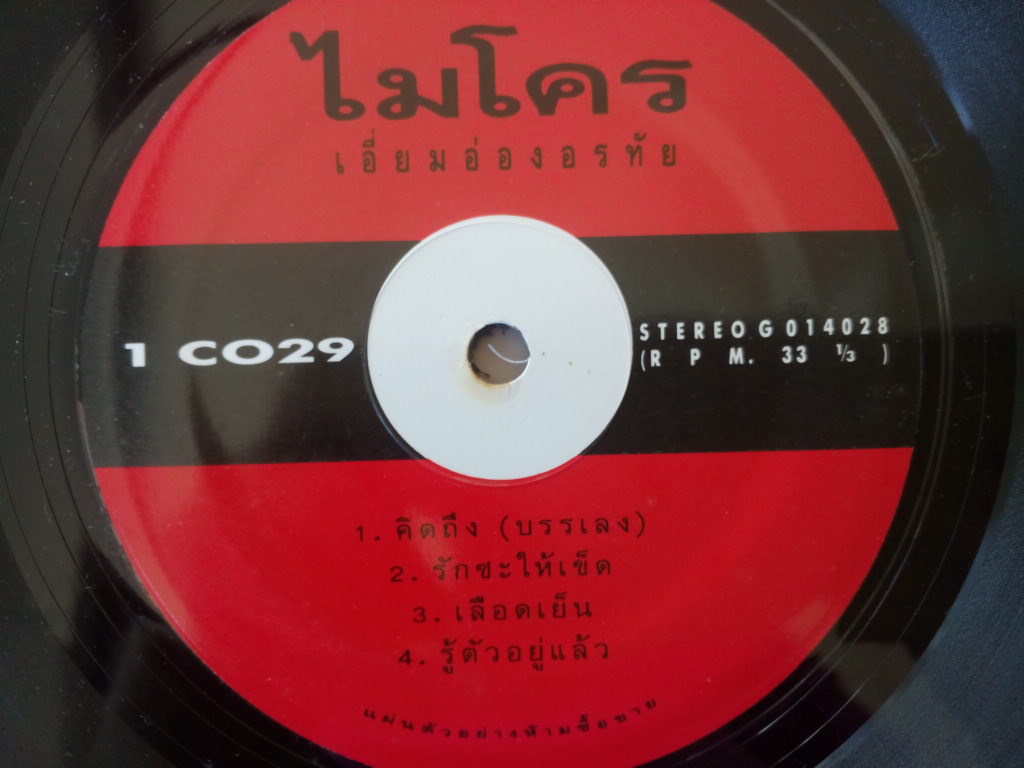 ไมโคร
เอี่ยมอ่องอรทัย
1 CO29
STEREO G 014028
(RPM. 33 ⅓ )
1. คิดถึง (บรรเลง)
2. รักซะให้เข็ด
3. เลือดเย็น
4. รู้ตัวอยู่แล้ว
แผ่นตัวอย่างห้ามซื้อขาย